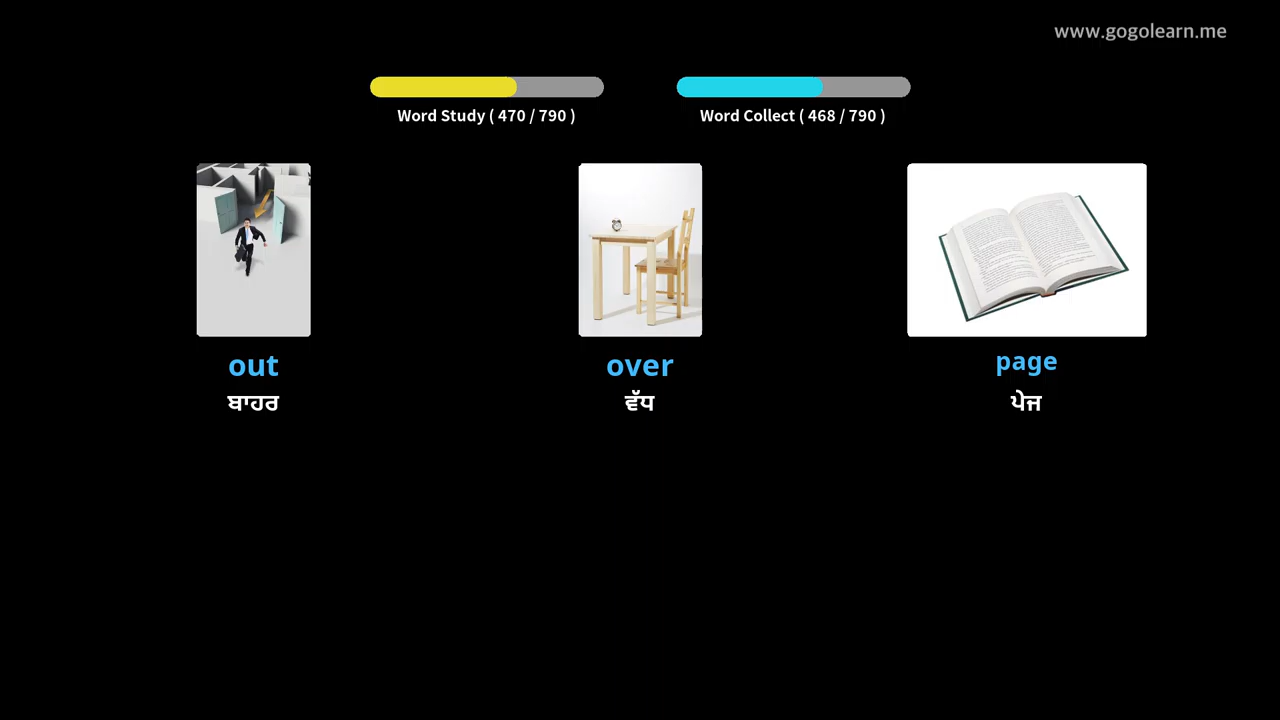 www.gogolearn.me
Word Study ( 470 / 790 )
Word Collect ( 468 / 790 )
out
over
page
ਬਾਹਰ
ਵੱਧ
ਪੇਜ